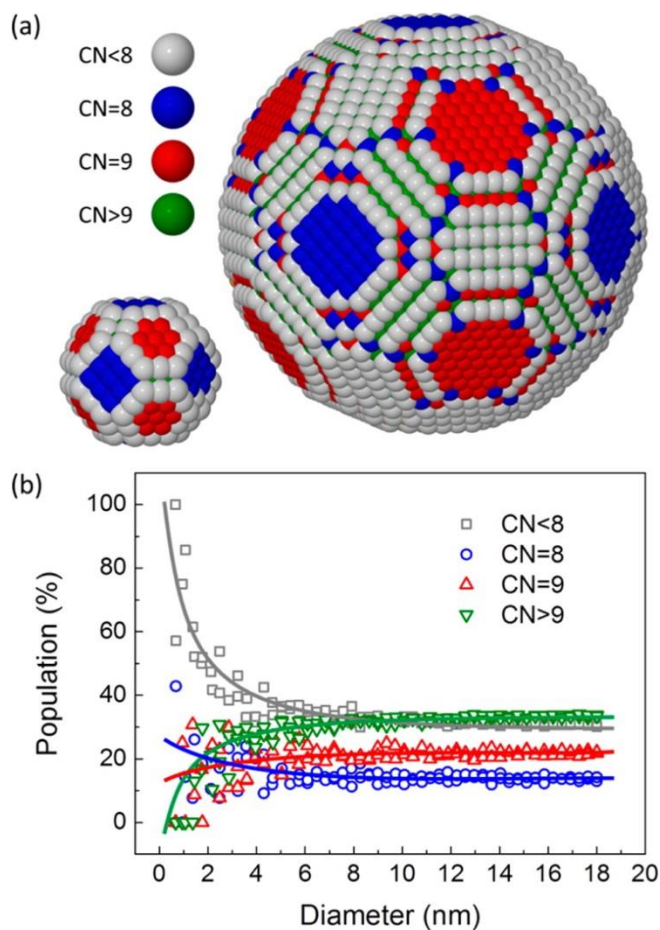 (a)
CN<8
CN=8
CN=9
CN>9
(b)
100
80
60
40
20
0
Population (%)
CN<8
CN=8
CN=9
CN>9
0 2 4 6 8 10 12 14 16 18 20
Diameter (nm)